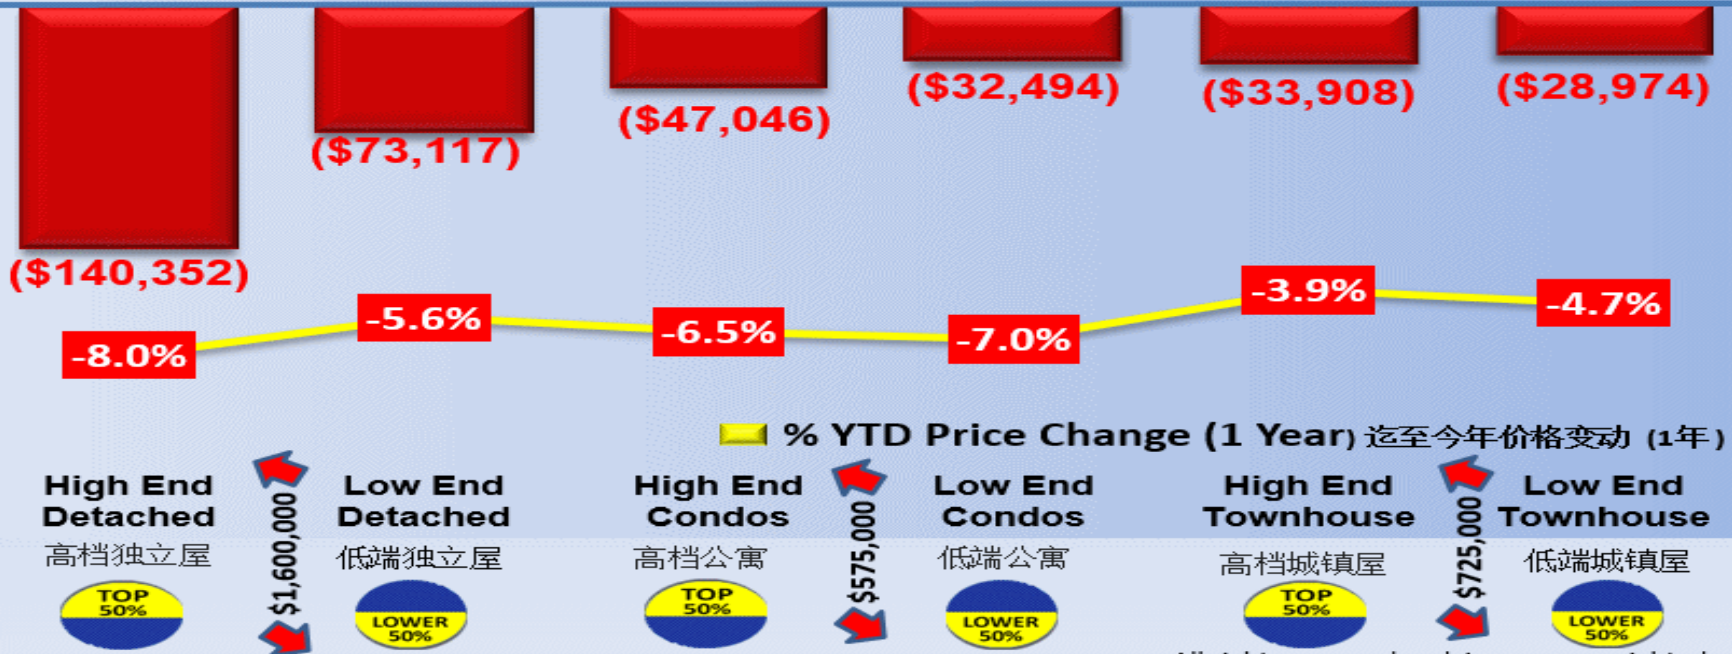 ($140,352)
($73,117)
($47,046)
($32,494)
($33,908)
($28,974)
-8.0%
-5.6%
-6.5%
-7.0%
-3.9%
-4.7%
% YTD Price Change (1 Year) 迄至今年价格变动 (1年)
High End
Detached
高档独立屋
TOP
50%
$1,600,000
Low End
Detached
低端独立屋
LOWER
50%
High End
Condos
高档公寓
TOP
50%
$575,000
Low End
Condos
低端公寓
LOWER
50%
High End
Townhouse
高档城镇屋
TOP
50%
$725,000
Low End
Townhouse
低端城镇屋
LOWER
50%